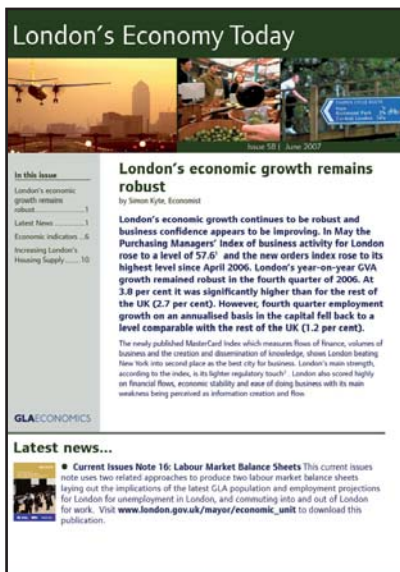 London's Economy Today
Issue 58 | June 2007
In this issue
London's economic
growth remains
robust 1
Latest News 1
Economic indicators 6
Increasing London's
Housing Supply 10
GLAECONOMICS
London's economic growth remains
robust
by Simon Kyte, Economist
London's economic growth continues to be robust and
business confidence appears to be improving. In May the
Purchasing Managers' Index of business activity for London
rose to a level of 57.6¹ and the new orders index rose to its
highest level since April 2006. London's year-on-year GVA
growth remained robust in the fourth quarter of 2006. At
3.8 per cent it was significantly higher than for the rest of
the UK (2.7 per cent). However, fourth quarter employment
growth on an annualised basis in the capital fell back to a
level comparable with the rest of the UK (1.2 per cent).
The newly published MasterCard Index which measures flows of finance, volumes of
business and the creation and dissemination of knowledge, shows London beating
New York into second place as the best city for business. London's main strength,
according to the index, is its lighter regulatory touch². London also scored highly
on financial flows, economic stability and ease of doing business with its main
weakness being perceived as information creation and flow.
Latest news...
● Current Issues Note 16: Labour Market Balance Sheets This current issues
note uses two related approaches to produce two labour market balance sheets
laying out the implications of the latest GLA population and employment projections
for London for unemployment in London, and commuting into and out of London
for work. Visit www.london.gov.uk/mayor/economic_unit to download this
publication.